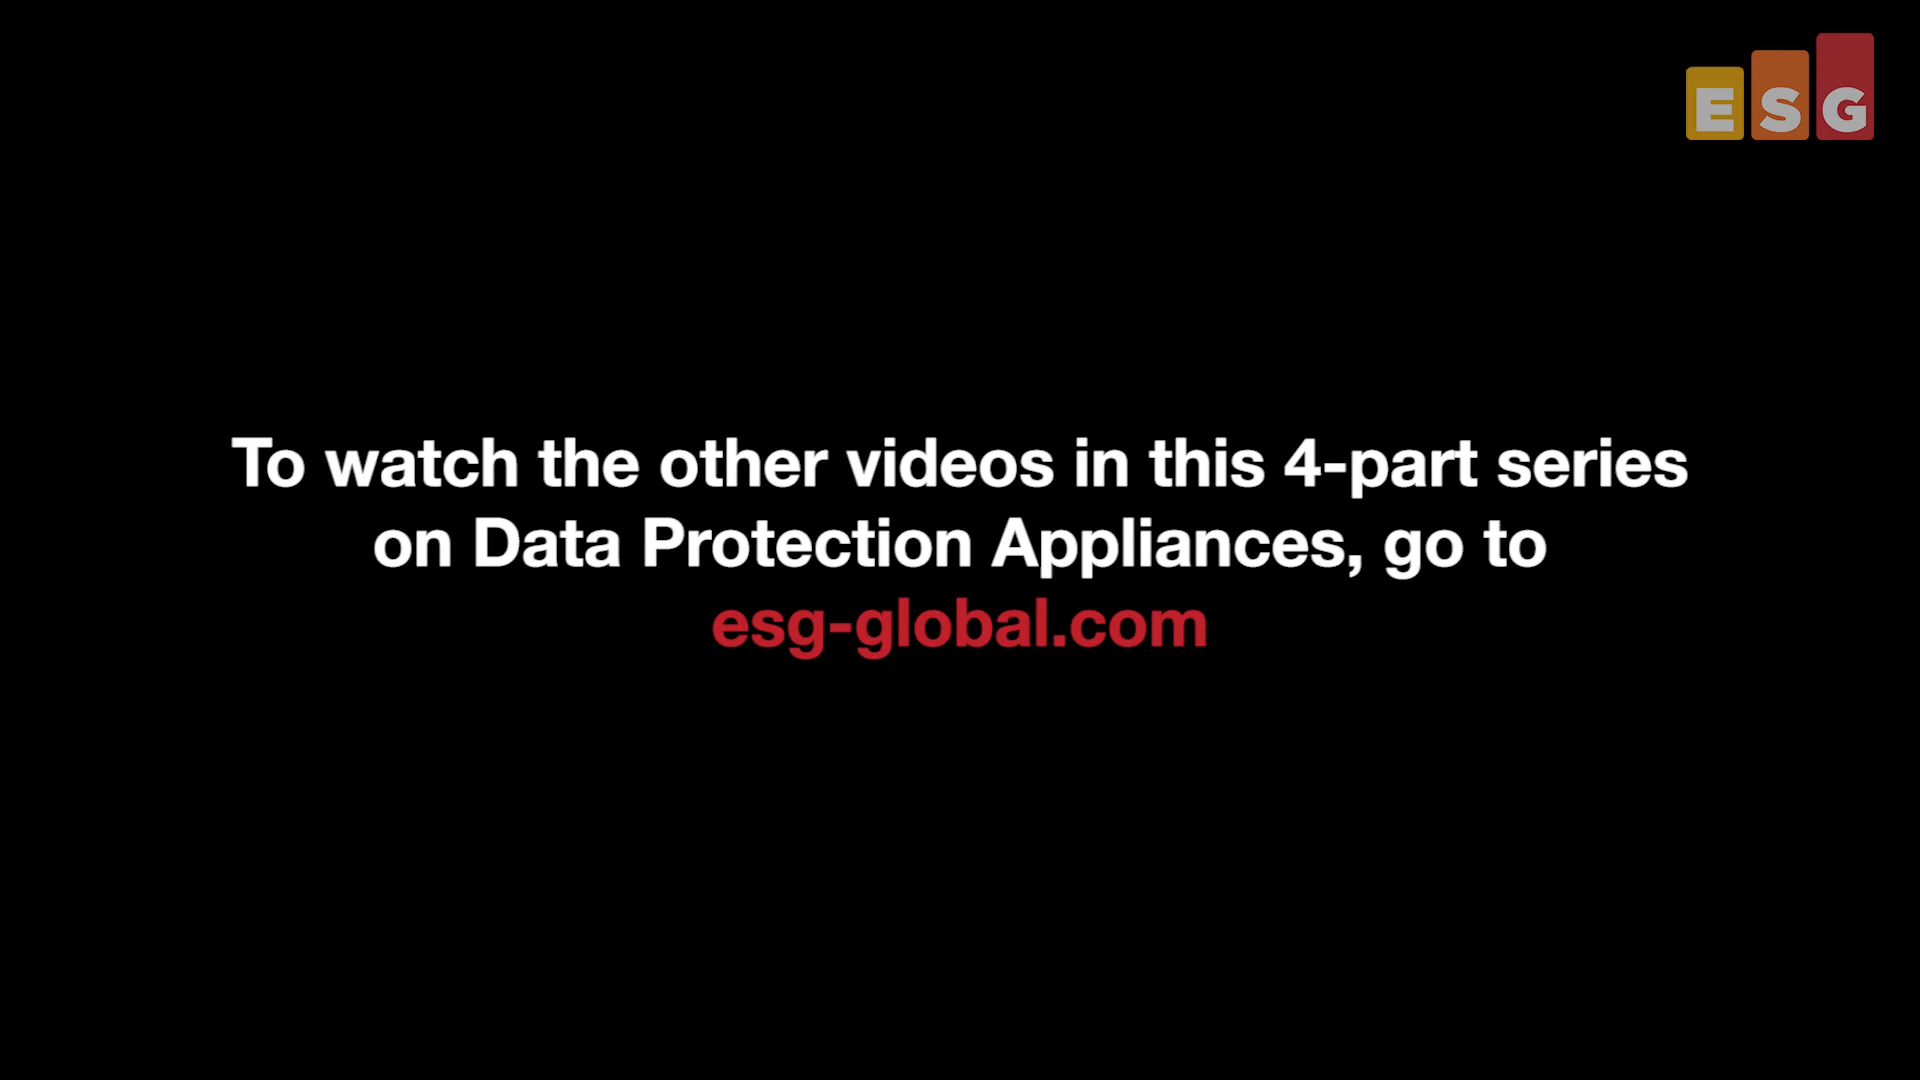 ESG
To watch the other videos in this 4-part series
on Data Protection Appliances, go to
esg-global.com